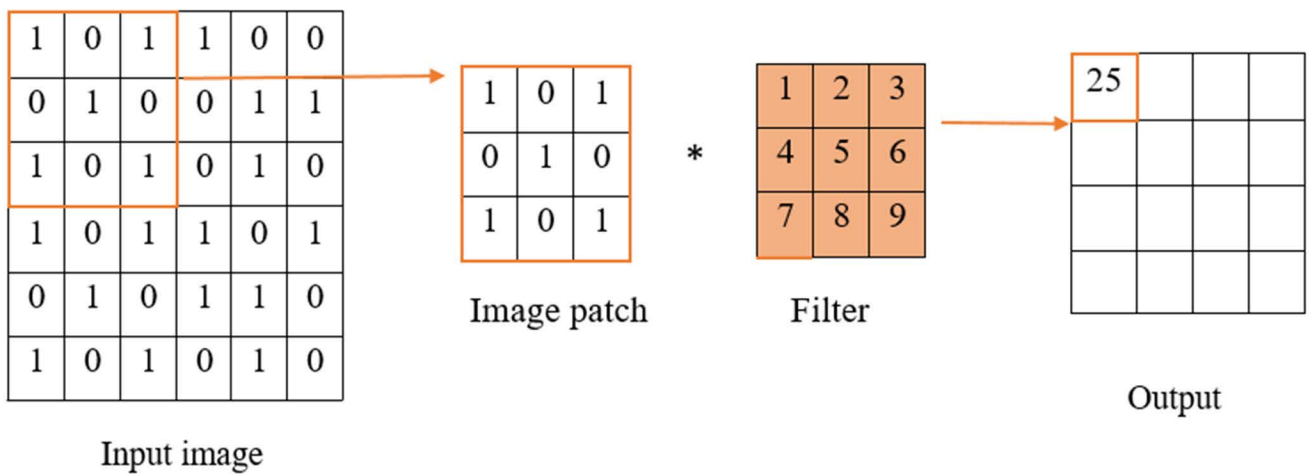 1 0 1 1 0 0
0 1 0 0 1 1
1 0 1 0 1 0
1 0 1 1 0 1
0 1 0 1 1 0
1 0 1 0 1 0
Input image
1 0 1
0 1 0
1 0 1
Image patch
*
1 2 3
4 5 6
7 8 9
Filter
25
Output